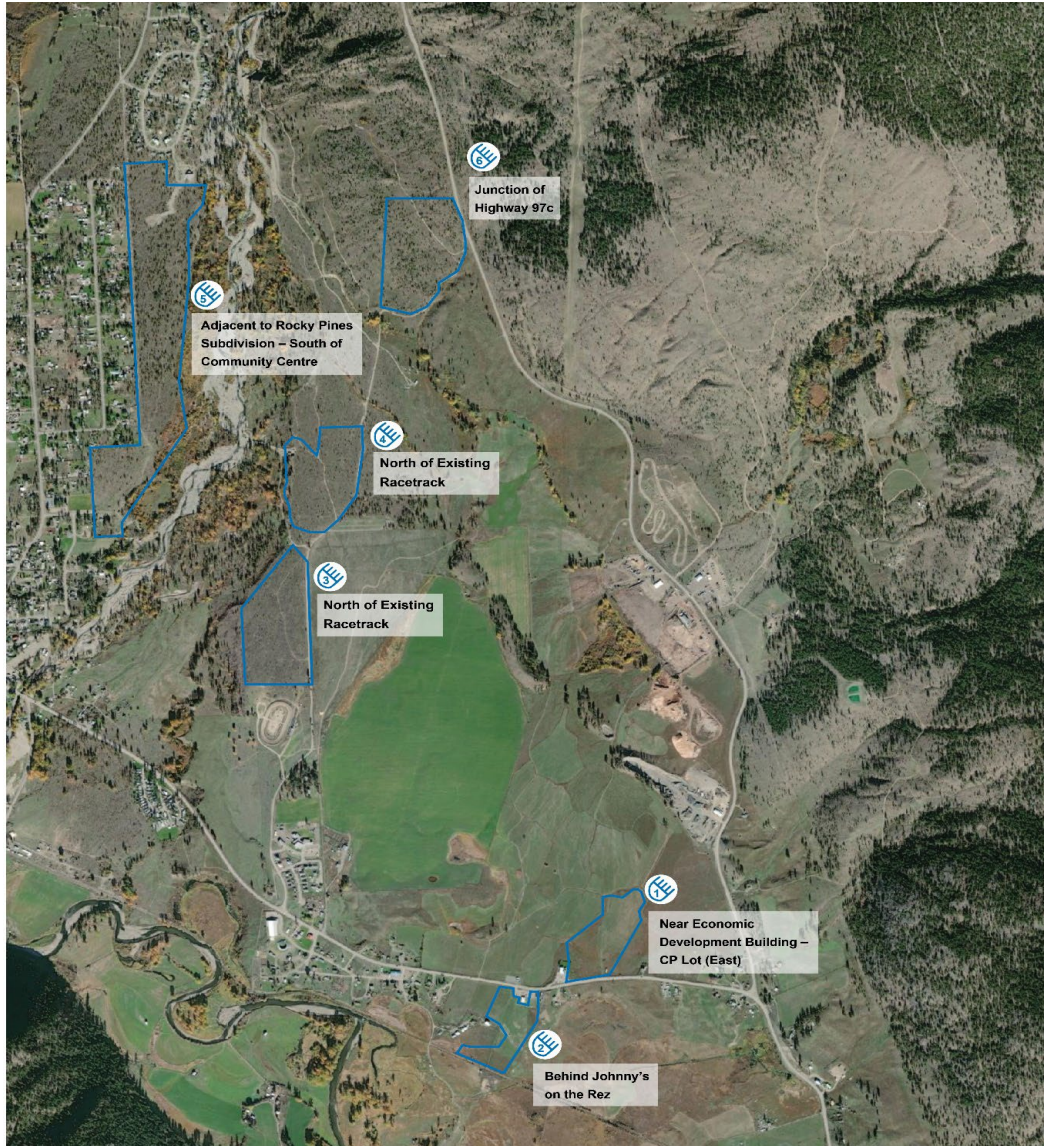 6
Junction of
Highway 97c
5
Adjacent to Rocky Pines
Subdivision – South of
Community Centre
4
North of Existing
Racetrack
3
North of Existing
Racetrack
1
Near Economic
Development Building –
CP Lot (East)
2
Behind Johnny's
on the Rez